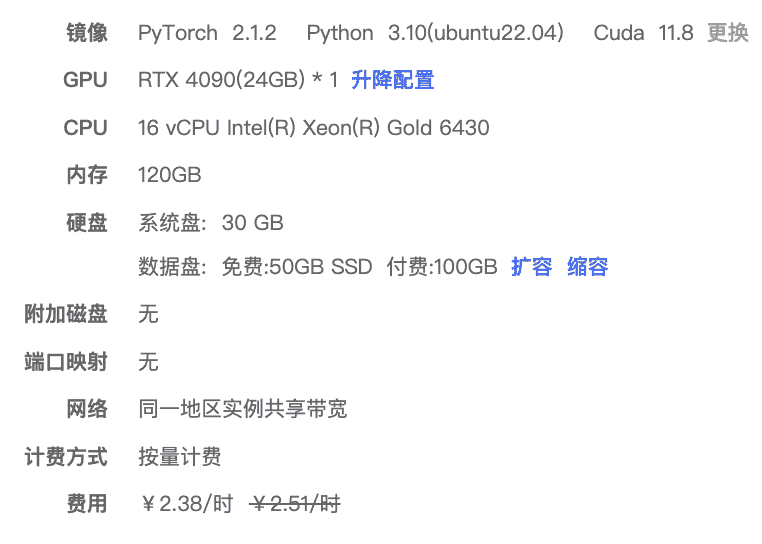 镜像 PyTorch 2.1.2 Python 3.10(ubuntu22.04) Cuda 11.8 更换
GPU RTX 4090(24GB) * 1 升降配置
CPU 16 vCPU Intel(R) Xeon(R) Gold 6430
内存 120GB
硬盘 系统盘: 30 GB
数据盘: 免费:50GB SSD 付费:100GB 扩容 缩容
附加磁盘 无
端口映射 无
网络 同一地区实例共享带宽
计费方式 按量计费
费用 ￥2.38/时 ￥2.51/时